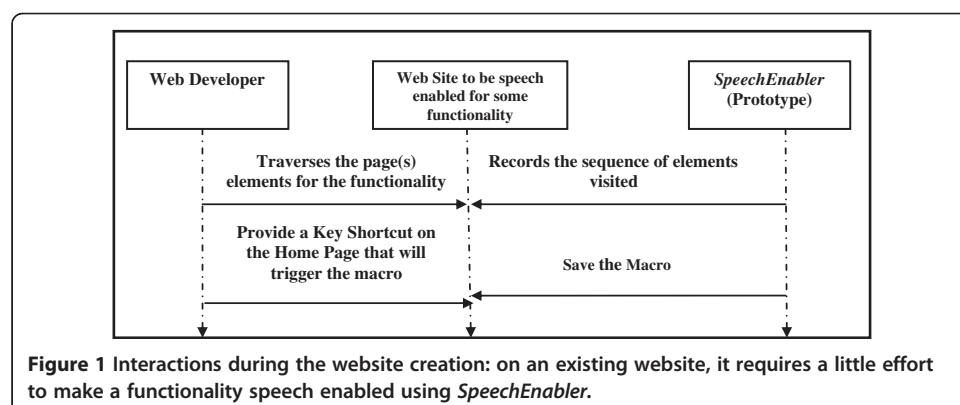 Web Developer
Web Site to be speech
enabled for some
functionality
SpeechEnabler
(Prototype)
Traverses the page(s)
elements for the functionality
Records the sequence of elements
visited
Provide a Key Shortcut on
the Home Page that will
trigger the macro
Save the Macro
Figure 1 Interactions during the website creation: on an existing website, it requires a little effort
to make a functionality speech enabled using SpeechEnabler.